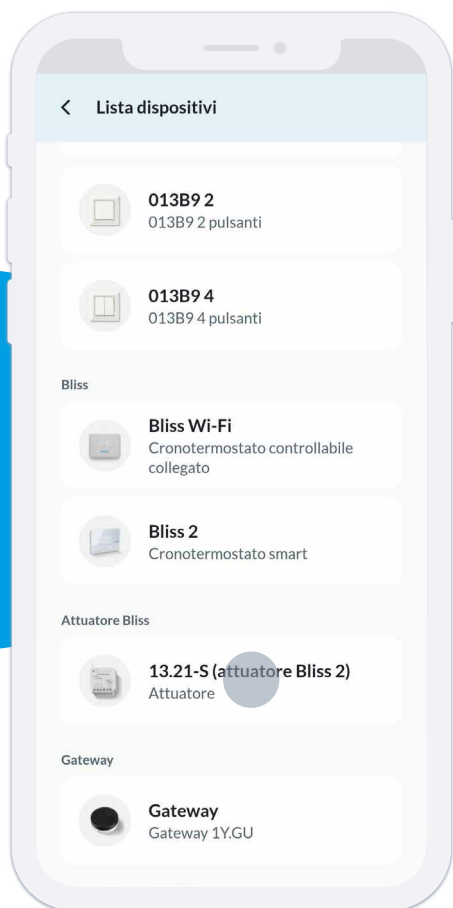 Lista dispositivi
013B9 2
013B9 2 pulsanti
013B9 4
013B9 4 pulsanti
Bliss
Bliss Wi-Fi
Cronotermostato controllabile
collegato
Bliss 2
Cronotermostato smart
Attuatore Bliss
13.21-S (attuatore Bliss 2)
Attuatore
Gateway
Gateway
Gateway 1Y.GU